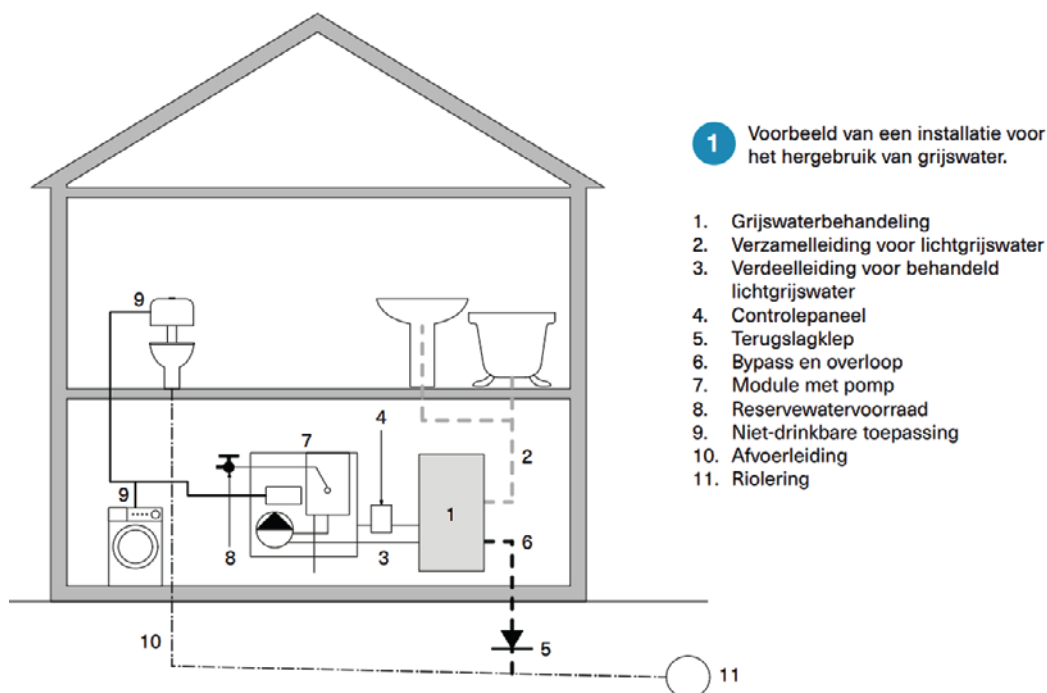 1
Voorbeeld van een installatie voor
het hergebruik van grijswater.
1. Grijswaterbehandeling
2. Verzamelleiding voor lichtgrijswater
3. Verdeelleiding voor behandeld
lichtgrijswater
4. Controlepaneel
5. Terugslagklep
6. Bypass en overloop
7. Module met pomp
8. Reservewatervoorraad
9. Niet-drinkbare toepassing
10. Afvoerleiding
11. Riolering
9
4
7
2
9
1
8
3
6
10
5
11